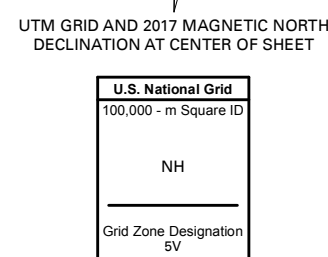 UTM GRID AND 2017 MAGNETIC NORTH
DECLINATION AT CENTER OF SHEET
U.S. National Grid
100,000 - m Square ID
NH
Grid Zone Designation
5V